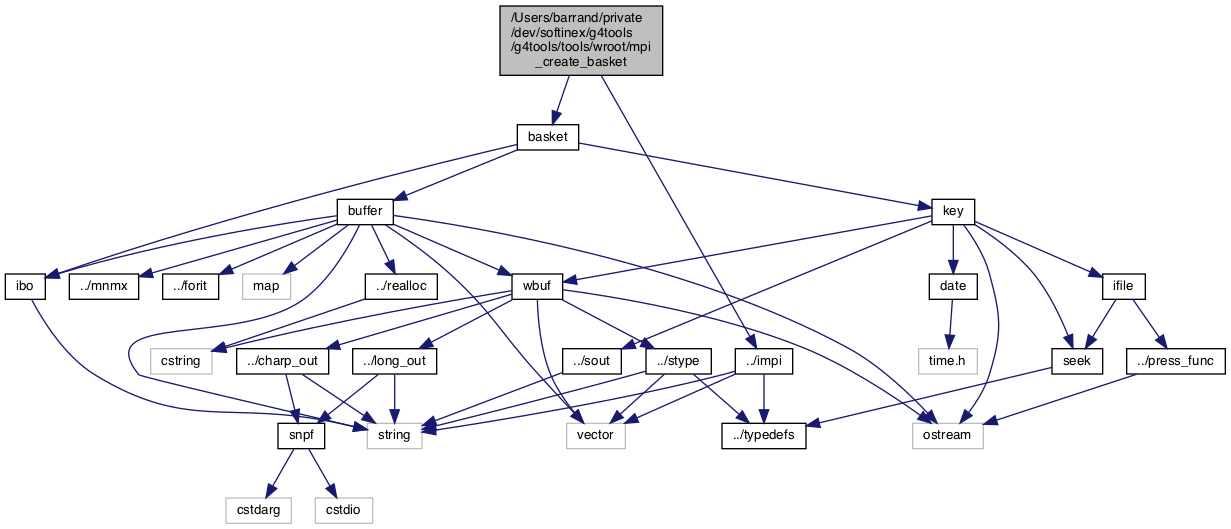 /Users/barrand/private
/dev/softinex/g4tools
/g4tools/tools/wroot/mpi
_create_basket
basket
buffer
key
ibo
../mnmx
../forit
map
../realloc
wbuf
date
ifile
cstring
../charp_out
../long_out
../sout
../stype
../impi
time.h
seek
../press_func
snpf
string
vector
../typedefs
ostream
cstdarg
cstdio